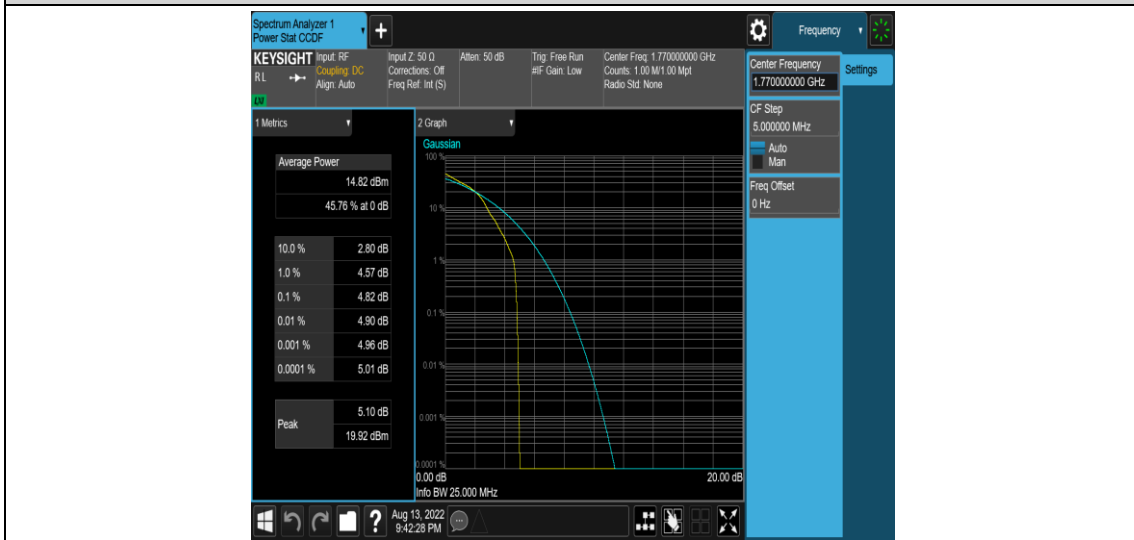 Spectrum Analyzer 1
Power Stat CCDF
+
Frequency
KEYSIGHT
RL
Input: RF
Coupling: DC
Align: Auto
Input Z: 50 Ω
Corrections: Off
Freq Ref: Int (S)
Atten: 50 dB
Trig: Free Run
#IF Gain: Low
Center Freq: 1.770000000 GHz
Counts: 1.00 M/1.00 Mpt
Radio Std: None
Center Frequency
1.770000000 GHz
Settings
CF Step
5.000000 MHz
Auto
Man
Freq Offset
0 Hz
1 Metrics
Average Power
14.82 dBm
45.76 % at 0 dB
10.0 % 2.80 dB
1.0 % 4.57 dB
0.1 % 4.82 dB
0.01 % 4.90 dB
0.001 % 4.96 dB
0.0001 % 5.01 dB
Peak
5.10 dB
19.92 dBm
2 Graph
Gaussian
100 %
10 %
1 %
0.1 %
0.01 %
0.001 %
0.0001 %
0.00 dB 20.00 dB
Info BW 25.000 MHz
?
Aug 13, 2022
9:42:28 PM